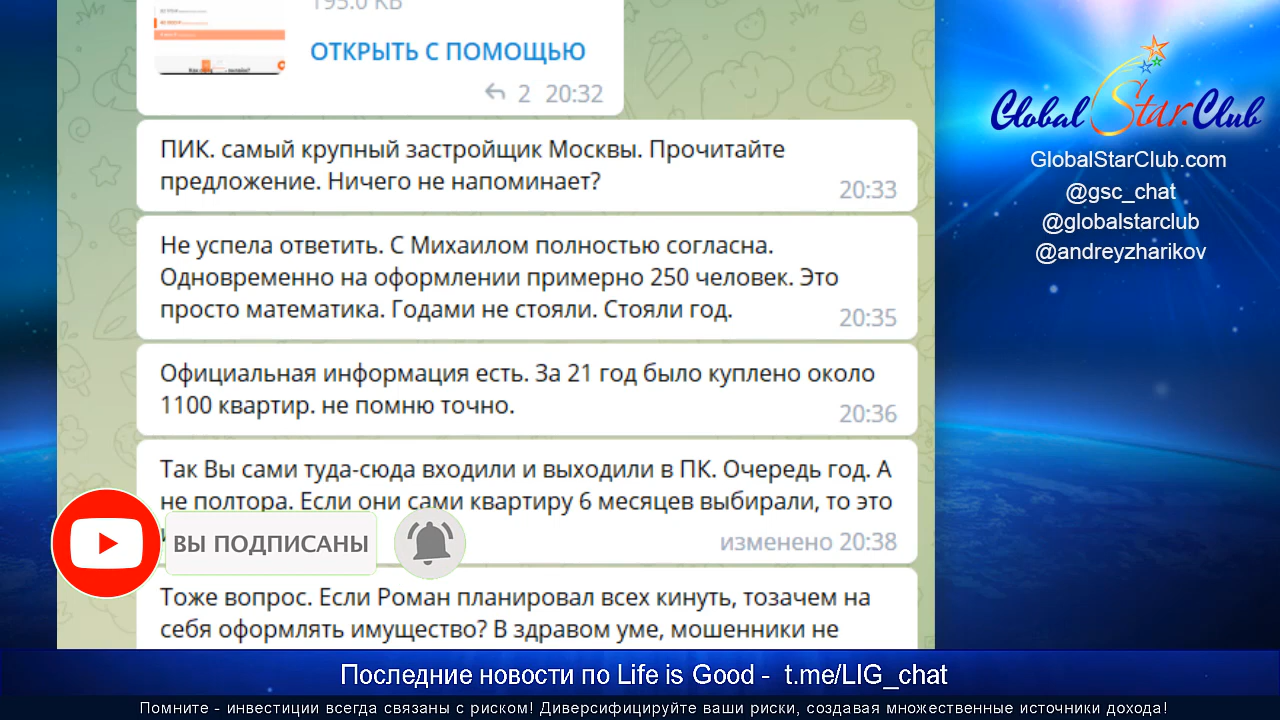 195.0 KB
ОТКРЫТЬ С ПОМОЩЬЮ
2 20:32
ПИК. самый крупный застройщик Москвы. Прочитайте
предложение. Ничего не напоминает?
20:33
Не успела ответить. С Михаилом полностью согласна.
Одновременно на оформлении примерно 250 человек. Это
просто математика. Годами не стояли. Стояли год.
20:35
Официальная информация есть. За 21 год было куплено около
1100 квартир. не помню точно.
20:36
Так Вы сами туда-сюда входили и выходили в ПК. Очередь год. А
не полтора. Если они сами квартиру 6 месяцев выбирали, то это
изменено 20:38
ВЫ ПОДПИСАНЫ
Тоже вопрос. Если Роман планировал всех кинуть, тозачем на
себя оформлять имущество? В здравом уме, мошенники не
Global Star.Club
GlobalStarClub.com
@gsc_chat
@globalstarclub
@andreyzharikov
Последние новости по Life is Good - t.me/LIG_chat
Помните - инвестиции всегда связаны с риском! Диверсифицируйте ваши риски, создавая множественные источники дохода!